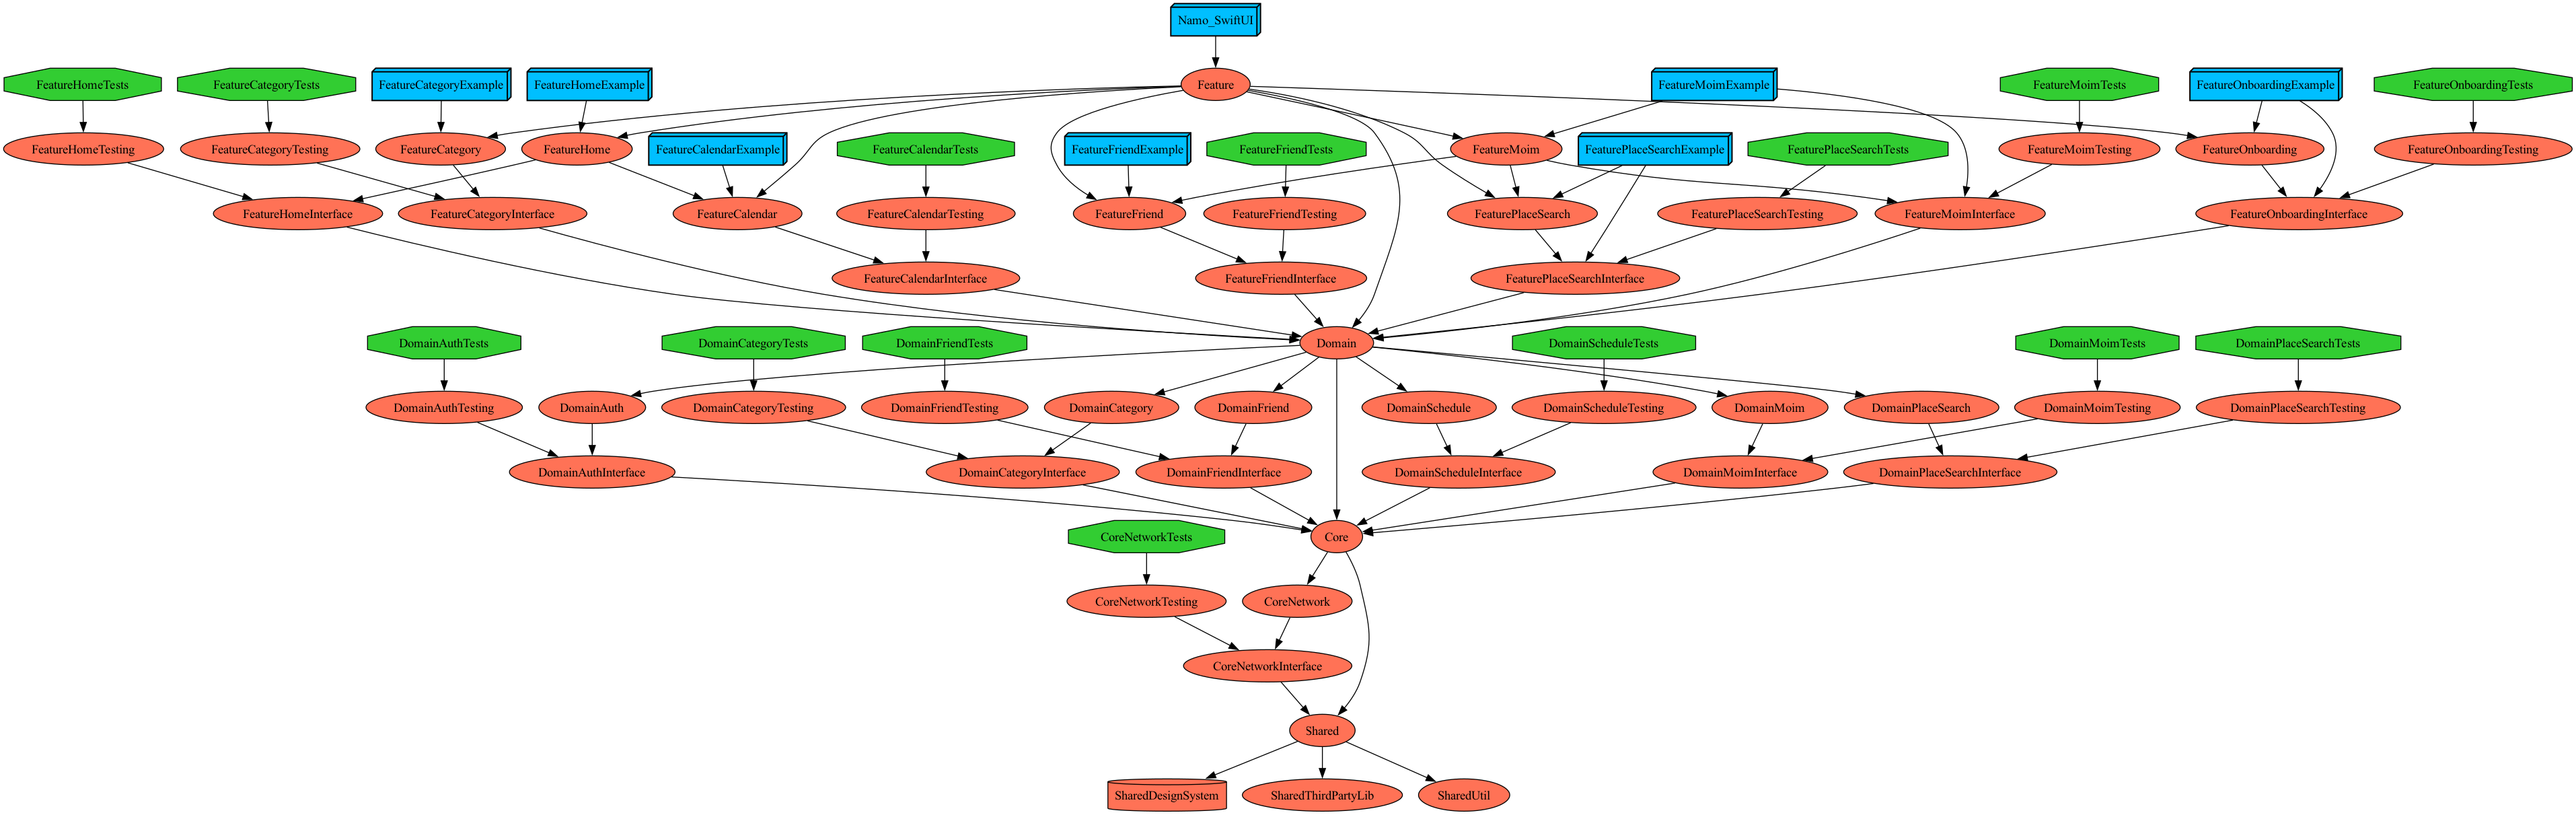 Namo_SwiftUI
FeatureHomeTests
FeatureCategoryTests
FeatureCategoryExample
FeatureHomeExample
Feature
FeatureMoimExample
FeatureMoimTests
FeatureOnboardingExample
FeatureOnboardingTests
FeatureHomeTesting
FeatureCategoryTesting
FeatureCategory
FeatureHome
FeatureCalendarExample
FeatureCalendarTests
FeatureFriendExample
FeatureFriendTests
FeatureMoim
FeaturePlaceSearchExample
FeaturePlaceSearchTests
FeatureMoimTesting
FeatureOnboarding
FeatureOnboardingTesting
FeatureHomeInterface
FeatureCategoryInterface
FeatureCalendar
FeatureCalendarTesting
FeatureFriend
FeatureFriendTesting
FeaturePlaceSearch
FeaturePlaceSearchTesting
FeatureMoimInterface
FeatureOnboardingInterface
FeatureCalendarInterface
FeatureFriendInterface
FeaturePlaceSearchInterface
DomainAuthTests
DomainCategoryTests
DomainFriendTests
Domain
DomainScheduleTests
DomainMoimTests
DomainPlaceSearchTests
DomainAuthTesting
DomainAuth
DomainCategoryTesting
DomainFriendTesting
DomainCategory
DomainFriend
DomainSchedule
DomainScheduleTesting
DomainMoim
DomainPlaceSearch
DomainMoimTesting
DomainPlaceSearchTesting
DomainAuthInterface
DomainCategoryInterface
DomainFriendInterface
DomainScheduleInterface
DomainMoimInterface
DomainPlaceSearchInterface
CoreNetworkTests
Core
CoreNetworkTesting
CoreNetwork
CoreNetworkInterface
Shared
SharedDesignSystem
SharedThirdPartyLib
SharedUtil